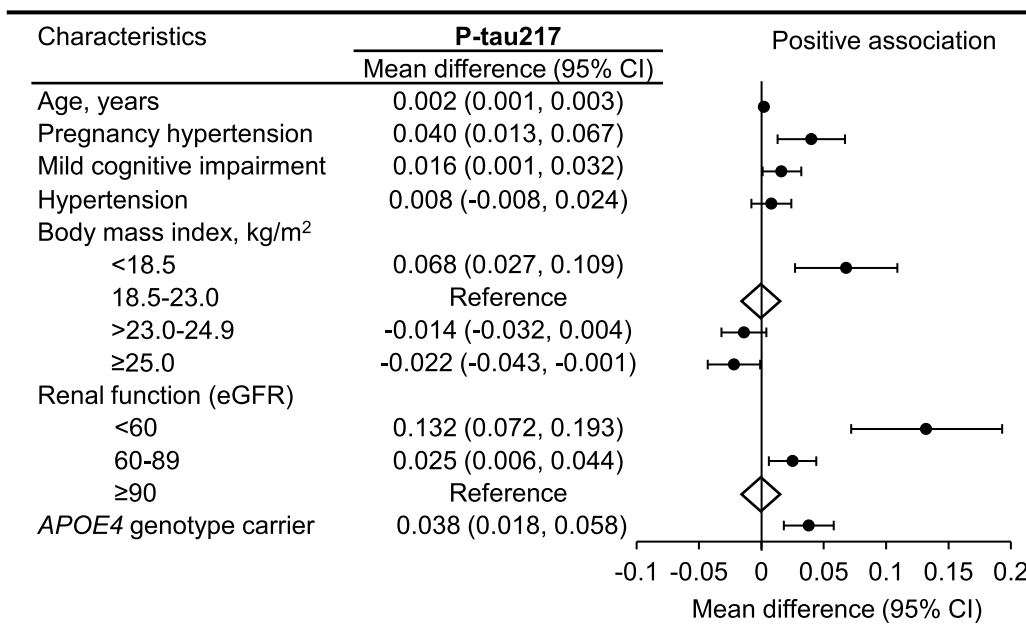 Characteristics P-tau217 Positive association
Mean difference (95% CI)
Age, years 0.002 (0.001, 0.003)
Pregnancy hypertension 0.040 (0.013, 0.067)
Mild cognitive impairment 0.016 (0.001, 0.032)
Hypertension 0.008 (-0.008, 0.024)
Body mass index, kg/m²
<18.5 0.068 (0.027, 0.109)
18.5-23.0 Reference
>23.0-24.9 -0.014 (-0.032, 0.004)
≥25.0 -0.022 (-0.043, -0.001)
Renal function (eGFR)
<60 0.132 (0.072, 0.193)
60-89 0.025 (0.006, 0.044)
≥90 Reference
APOE4 genotype carrier 0.038 (0.018, 0.058)
-0.1 -0.05 0 0.05 0.1 0.15 0.2
Mean difference (95% CI)